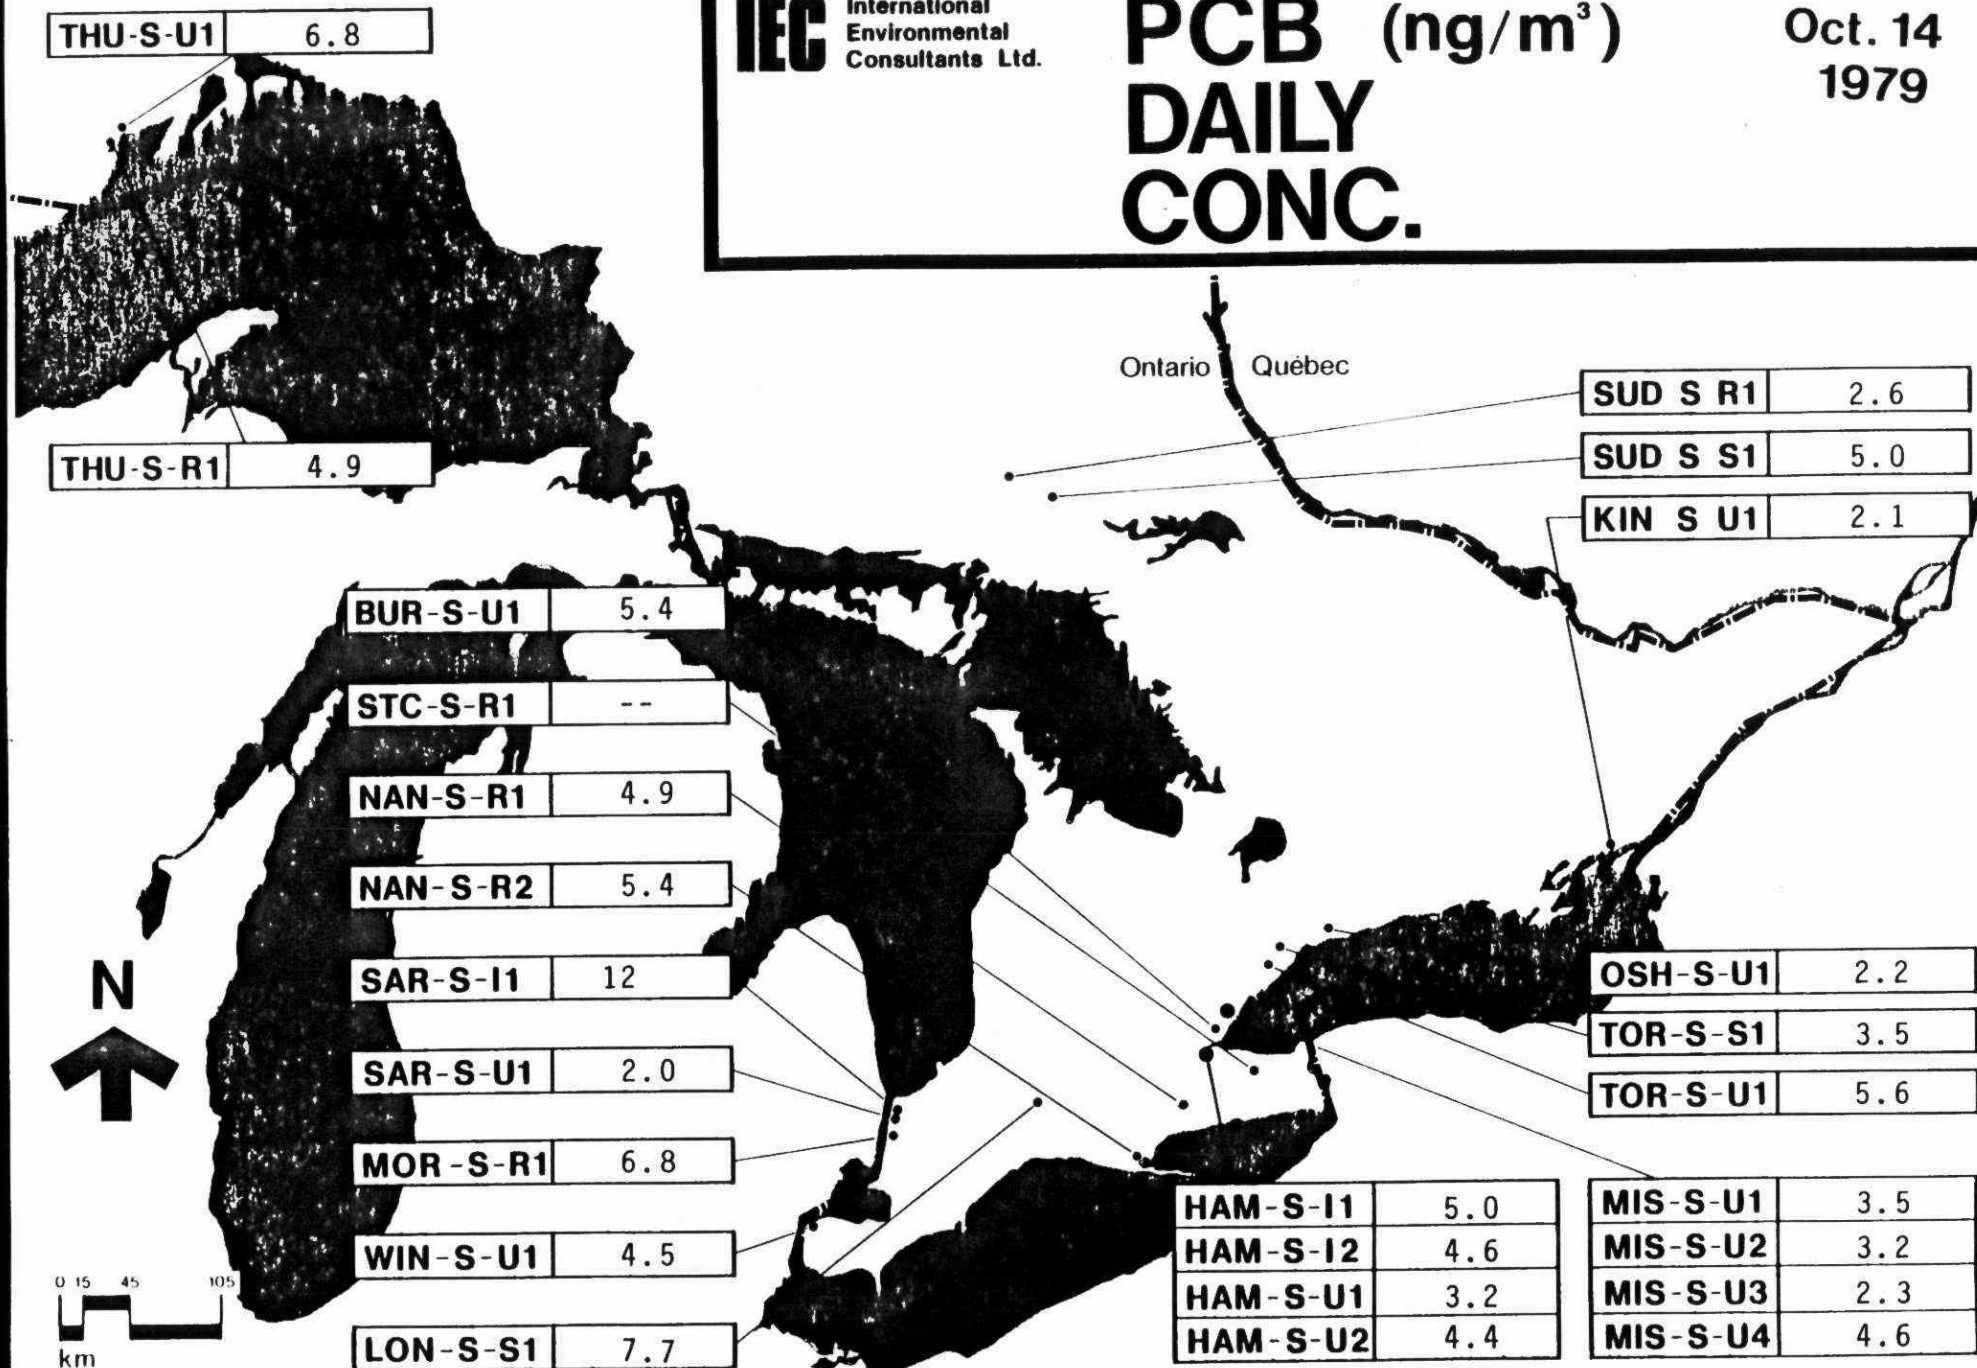 THU-S-U1 6.8
IEC International
Environmental
Consultants Ltd.
PCB (ng/m³)
DAILY
CONC.
Oct. 14
1979
THU-S-R1 4.9
Ontario Québec
SUD S R1 2.6
SUD S S1 5.0
KIN S U1 2.1
BUR-S-U1 5.4
STC-S-R1 --
NAN-S-R1 4.9
NAN-S-R2 5.4
SAR-S-I1 12
SAR-S-U1 2.0
MOR-S-R1 6.8
WIN-S-U1 4.5
LON-S-S1 7.7
N
0 15 45 105
km
OSH-S-U1 2.2
TOR-S-S1 3.5
TOR-S-U1 5.6
HAM-S-I1 5.0
HAM-S-I2 4.6
HAM-S-U1 3.2
HAM-S-U2 4.4
MIS-S-U1 3.5
MIS-S-U2 3.2
MIS-S-U3 2.3
MIS-S-U4 4.6